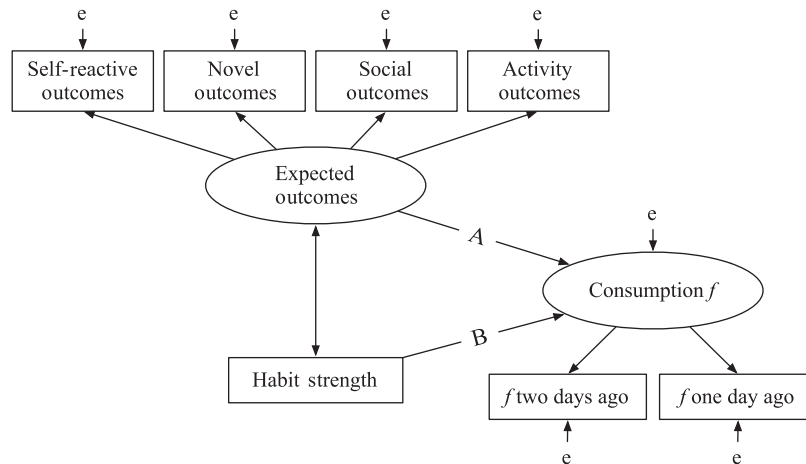 e
e
e
e
Self-reactive
outcomes
Novel
outcomes
Social
outcomes
Activity
outcomes
Expected
outcomes
A
e
Consumption f
B
Habit strength
f two days ago
f one day ago
e
e